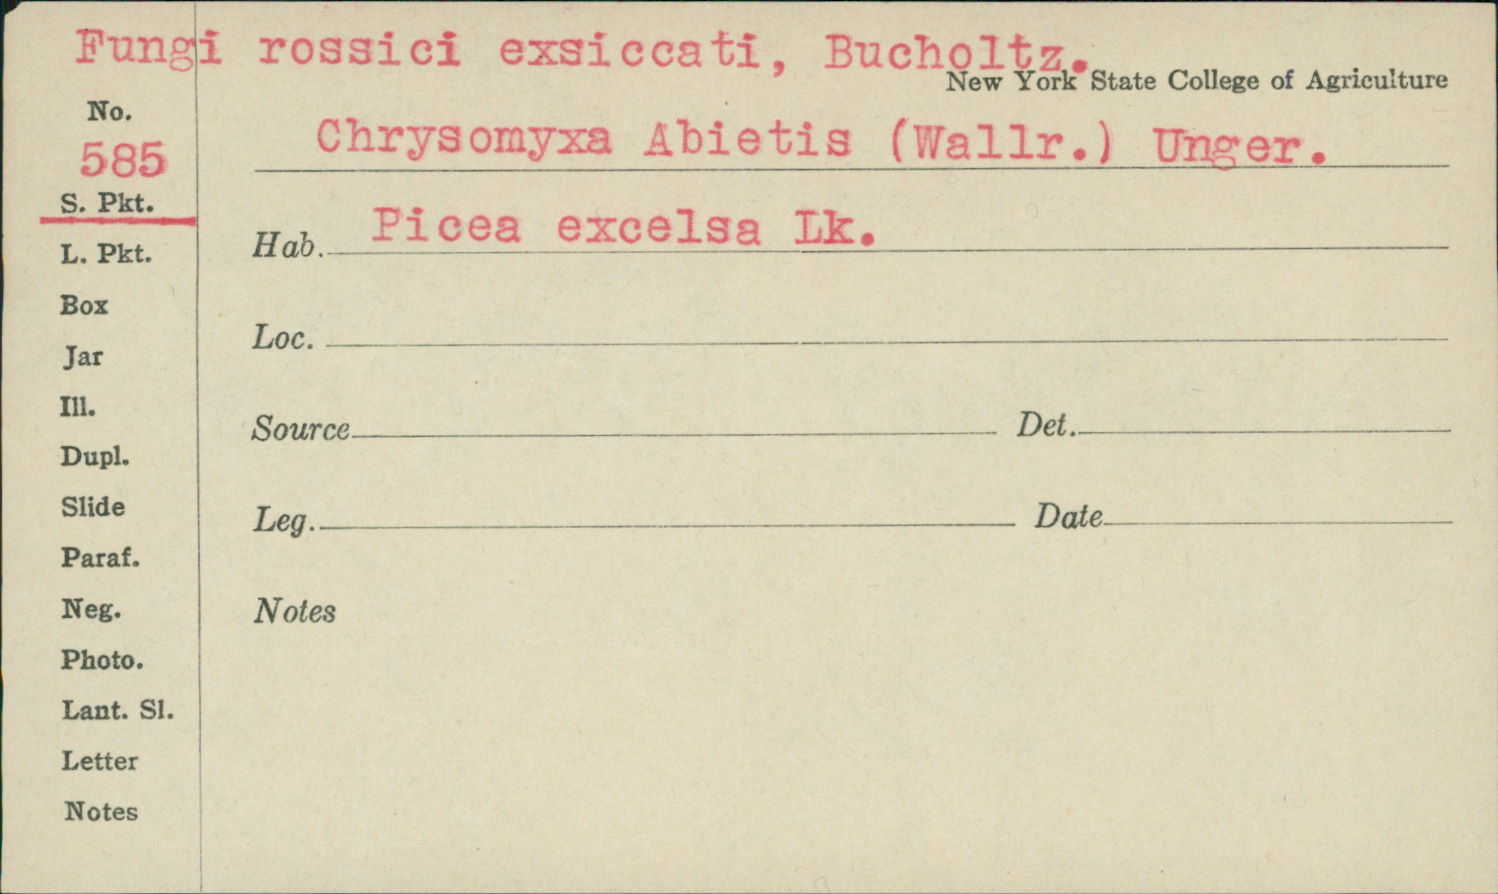 Fungi rossici exsiccati, Bucholtz.
New York State College of Agriculture
No.
585
Chrysomyxa Abietis (Wallr.) Unger.
S. Pkt.
Hab. Picea excelsa Lk.
L. Pkt.
Box
Loc.
Jar
Ill.
Source Det.
Dupl.
Slide
Leg. Date
Paraf.
Neg.
Notes
Photo.
Lant. Sl.
Letter
Notes